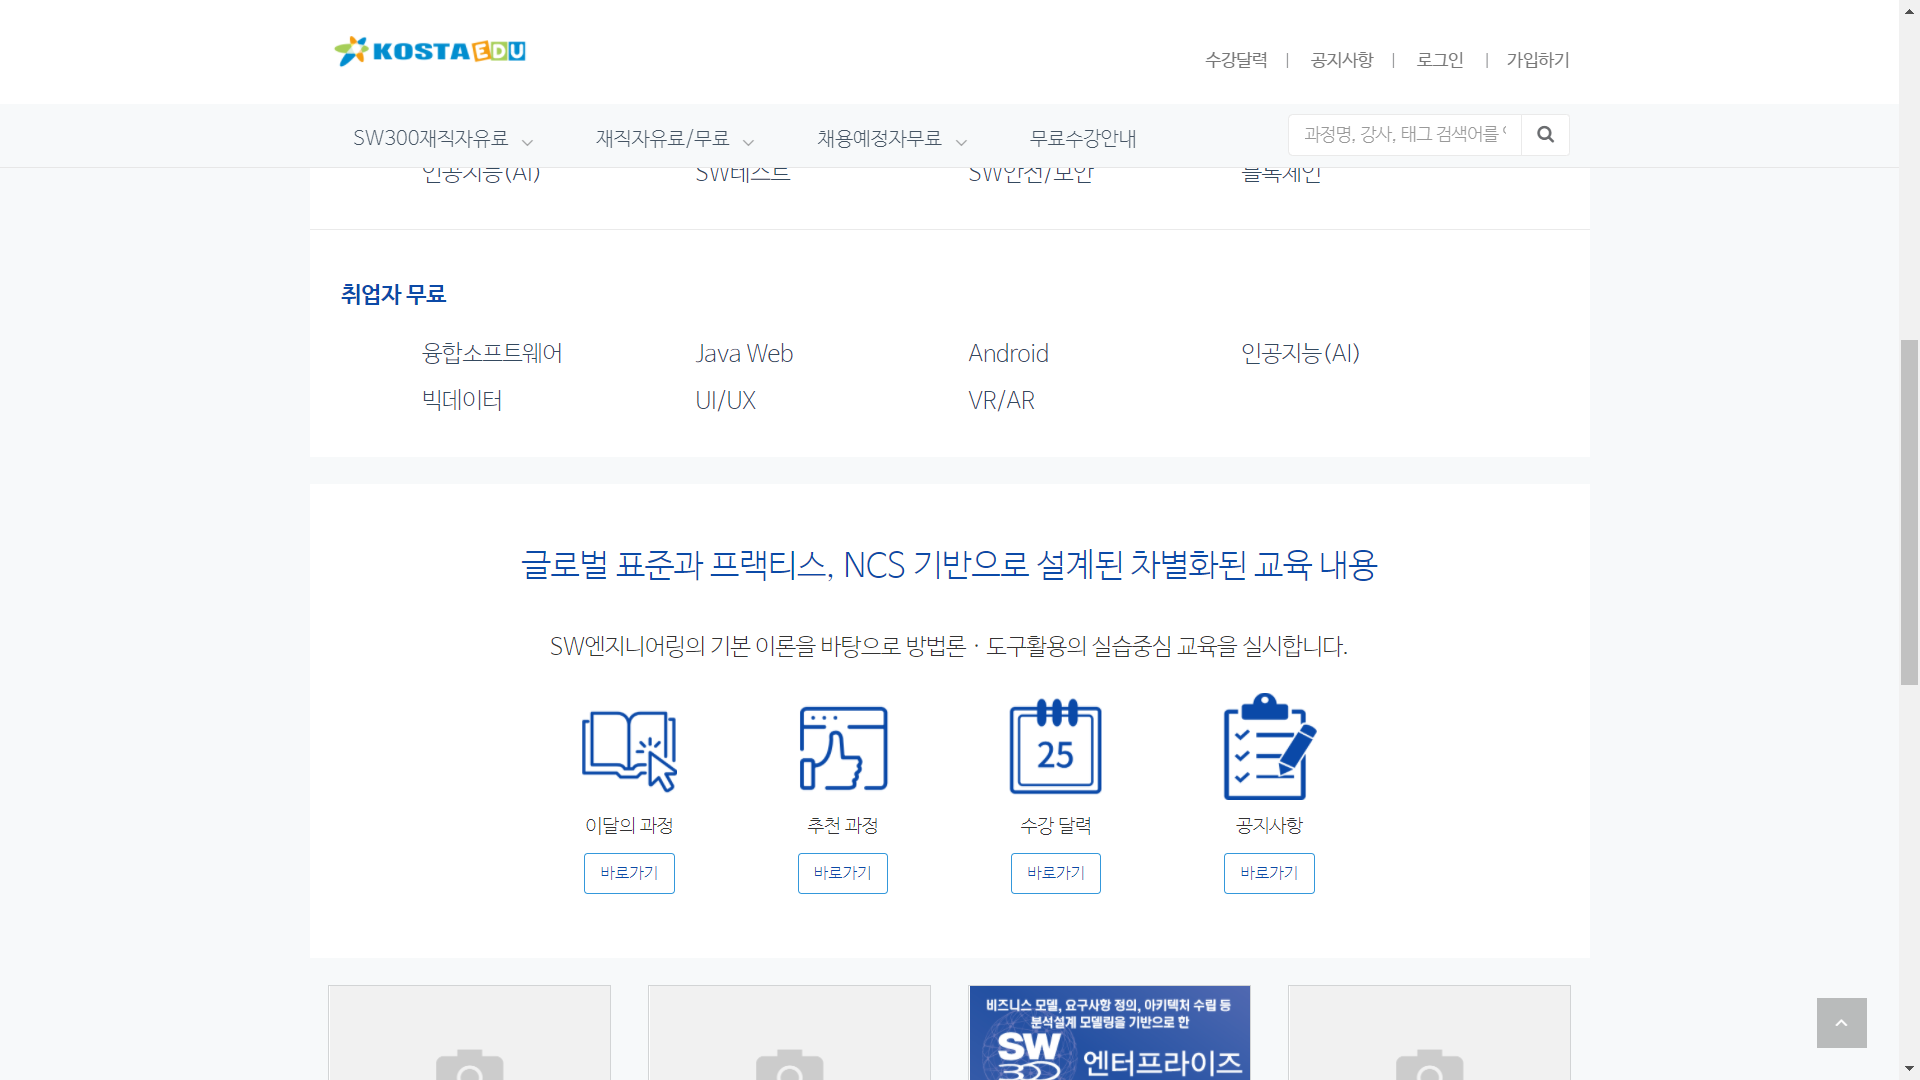 KOSTA EDU
수강달력 | 공지사항 | 로그인 | 가입하기
SW300재직자유료 재직자유료/무료 채용예정자무료 무료수강안내
과정명, 강사, 태그 검색어를
인공지능(AI) SW테스트 SW안전/보안 블록체인
취업자 무료
융합소프트웨어 Java Web Android 인공지능(AI)
빅데이터 UI/UX VR/AR
글로벌 표준과 프랙티스, NCS 기반으로 설계된 차별화된 교육 내용
SW엔지니어링의 기본 이론을 바탕으로 방법론 · 도구활용의 실습중심 교육을 실시합니다.
25
이달의 과정 추천 과정 수강 달력 공지사항
바로가기 바로가기 바로가기 바로가기
비즈니스 모델, 요구사항 정의, 아키텍처 수립 등
분석설계 모델링을 기반으로 한
SW
엔터프라이즈